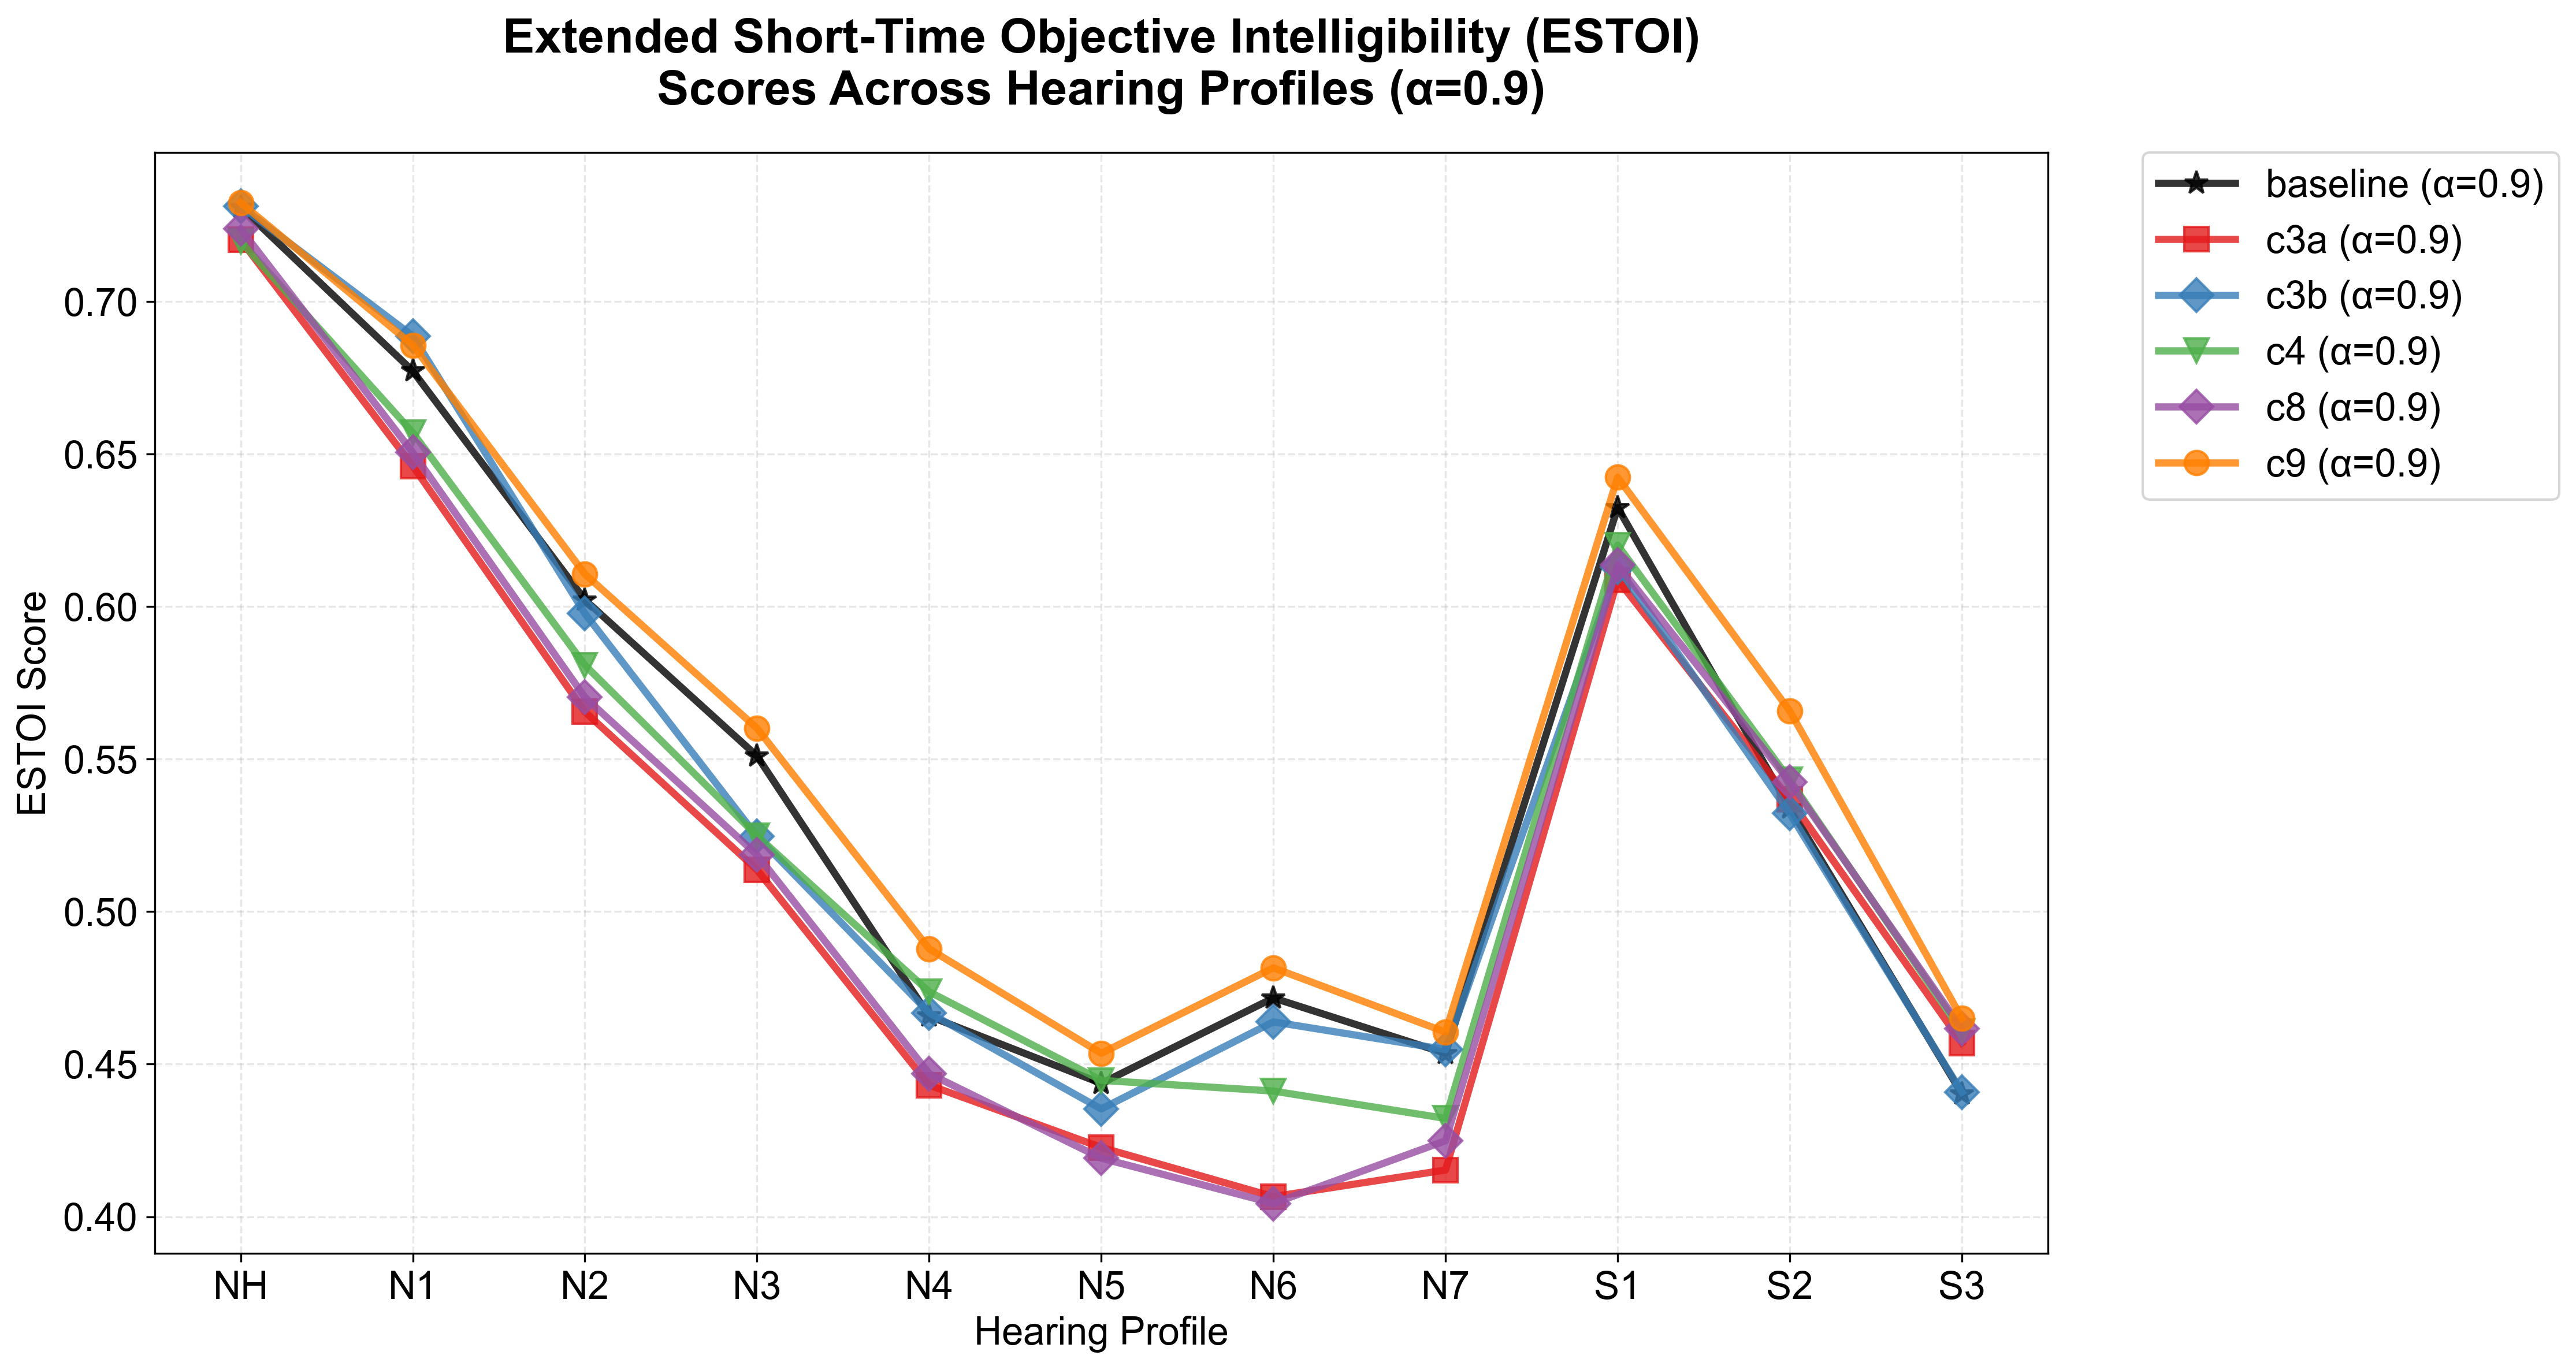 Extended Short-Time Objective Intelligibility (ESTOI)
Scores Across Hearing Profiles (α=0.9)
baseline (α=0.9)
c3a (α=0.9)
c3b (α=0.9)
c4 (α=0.9)
c8 (α=0.9)
c9 (α=0.9)
ESTOI Score
0.70
0.65
0.60
0.55
0.50
0.45
0.40
NH N1 N2 N3 N4 N5 N6 N7 S1 S2 S3
Hearing Profile